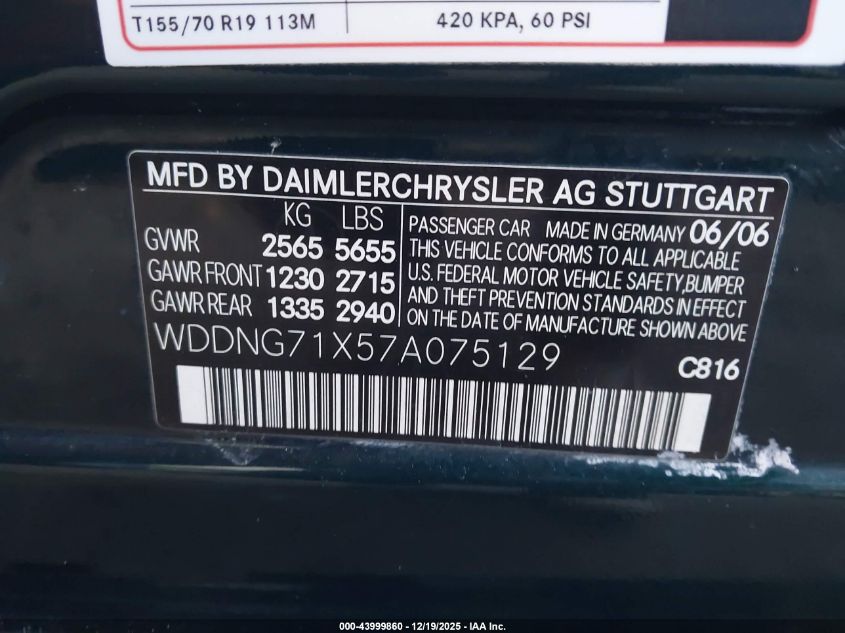 T155/70 R19 113M 420 KPA, 60 PSI
MFD BY DAIMLERCHRYSLER AG STUTTGART
KG LBS
GVWR 2565 5655
GAWR FRONT 1230 2715
GAWR REAR 1335 2940
PASSENGER CAR MADE IN GERMANY 06/06
THIS VEHICLE CONFORMS TO ALL APPLICABLE
U.S. FEDERAL MOTOR VEHICLE SAFETY,BUMPER
AND THEFT PREVENTION STANDARDS IN EFFECT
ON THE DATE OF MANUFACTURE SHOWN ABOVE
WDDNG71X57A075129
C816
000-43999860 - 12/19/2025 - IAA Inc.